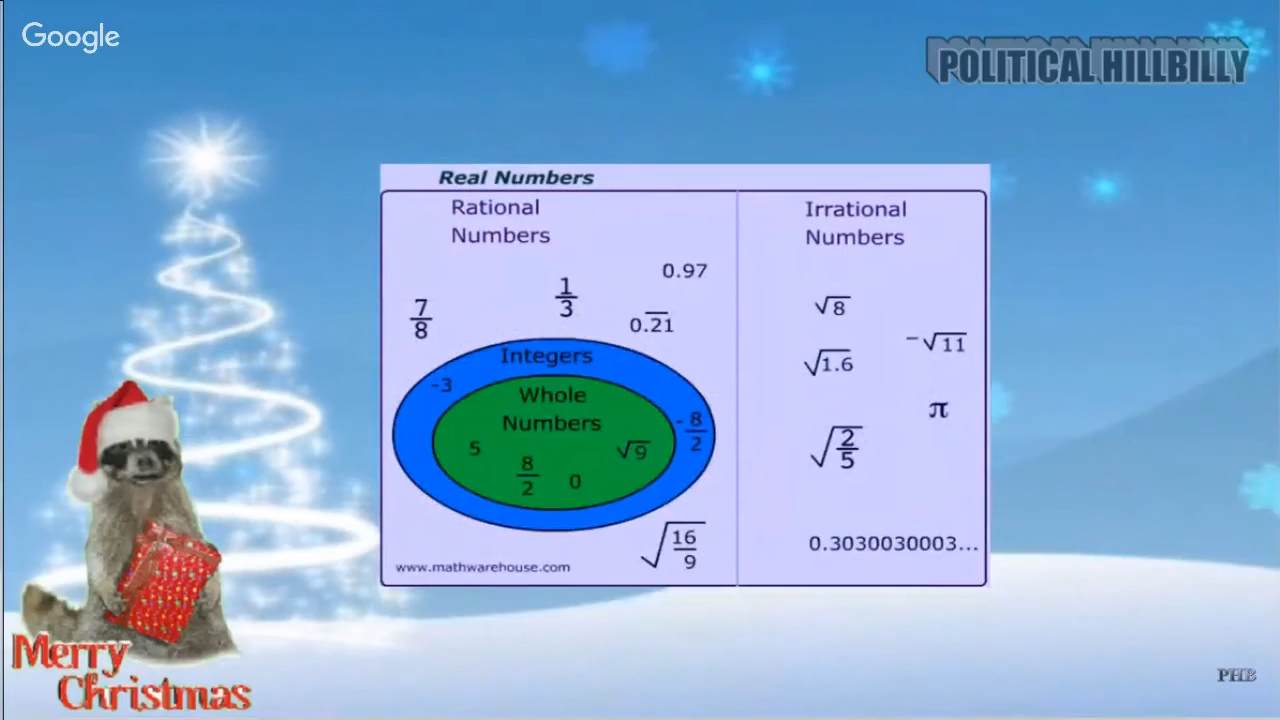 Google
POLITICAL HILLBILLY
Real Numbers
Rational
Numbers
Irrational
Numbers
0.97
1/3
7/8
0.2̅1̅
√8
-√11
√1.6
Integers
-3
Whole
Numbers
π
-8/2
5
√9
8/2
0
√2/5
√16/9
0.3030030003...
www.mathwarehouse.com
Merry
Christmas
PHB